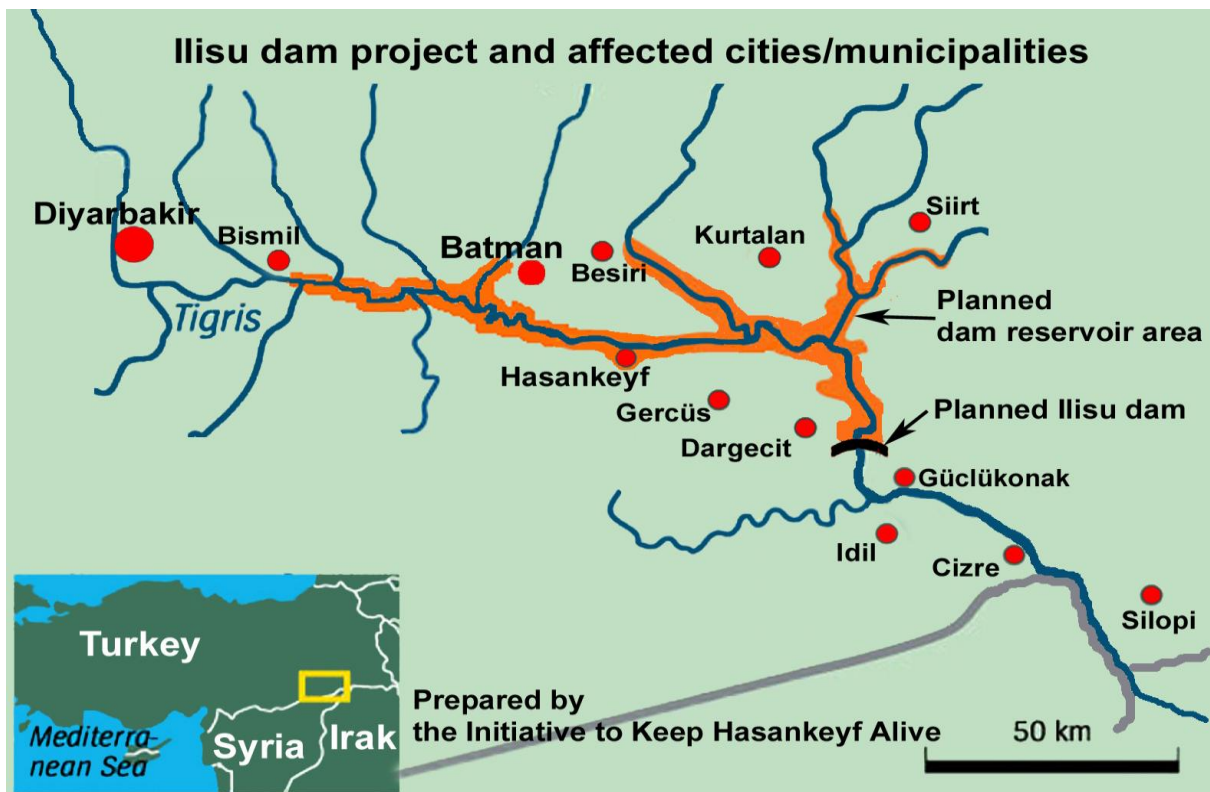 Ilisu dam project and affected cities/municipalities
Diyarbakir
Bismil
Batman
Besiri
Kurtalan
Siirt
Tigris
Planned
dam reservoir area
Hasankeyf
Gercüs
Dargecit
Planned Ilisu dam
Güclükonak
Idil
Cizre
Silopi
Turkey
Syria
Irak
Mediterra-
nean Sea
Prepared by
the Initiative to Keep Hasankeyf Alive
50 km